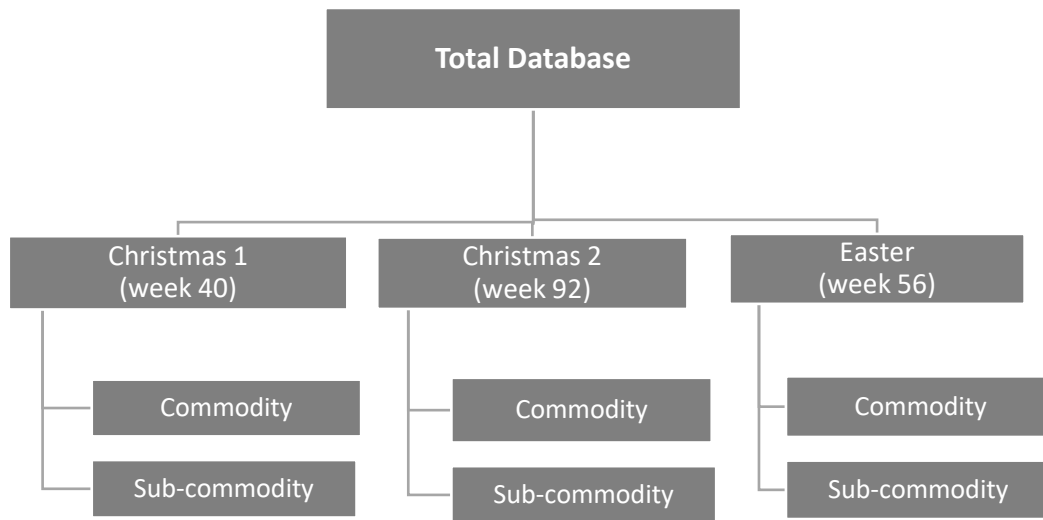 Total Database
Christmas 1
(week 40)
Christmas 2
(week 92)
Easter
(week 56)
Commodity
Commodity
Commodity
Sub-commodity
Sub-commodity
Sub-commodity